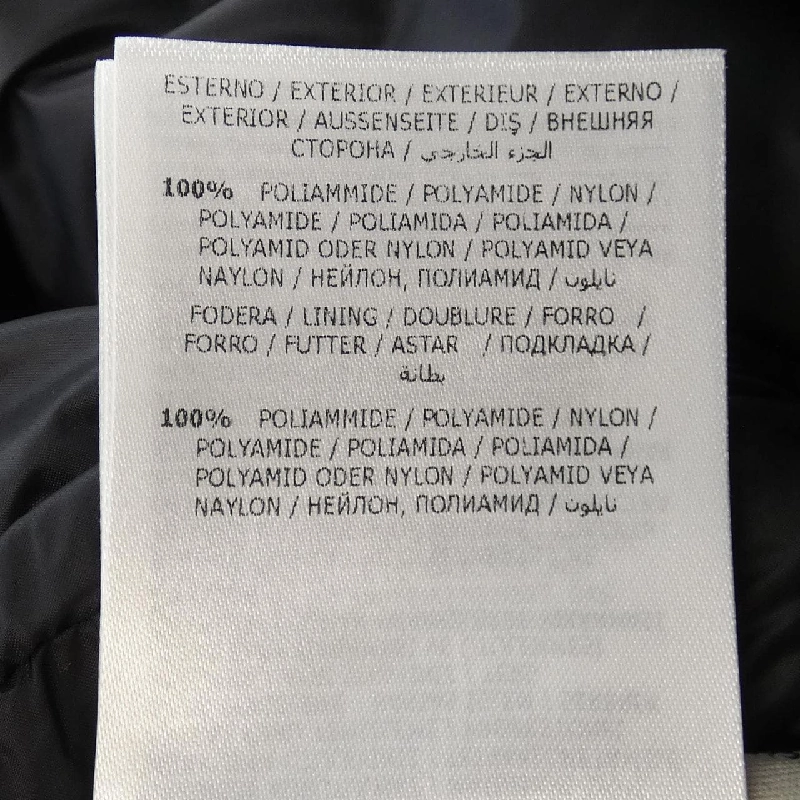 ESTERNO / EXTERIOR / EXTERIEUR / EXTERNO /
EXTERIOR / AUSSENSEITE / DIŞ / ВНЕШНЯЯ
СТОРОНА / الجزء الخارجي
100% POLIAMMIDE / POLYAMIDE / NYLON /
POLYAMIDE / POLIAMIDA / POLIAMIDA /
POLYAMID ODER NYLON / POLYAMID VEYA
NAYLON / НЕЙЛОН, ПОЛИАМИД / نايلون
FODERA / LINING / DOUBLURE / FORRO /
FORRO / FUTTER / ASTAR / ПОДКЛАДКА /
بطانة
100% POLIAMMIDE / POLYAMIDE / NYLON /
POLYAMIDE / POLIAMIDA / POLIAMIDA /
POLYAMID ODER NYLON / POLYAMID VEYA
NAYLON / НЕЙЛОН, ПОЛИАМИД / نايلون